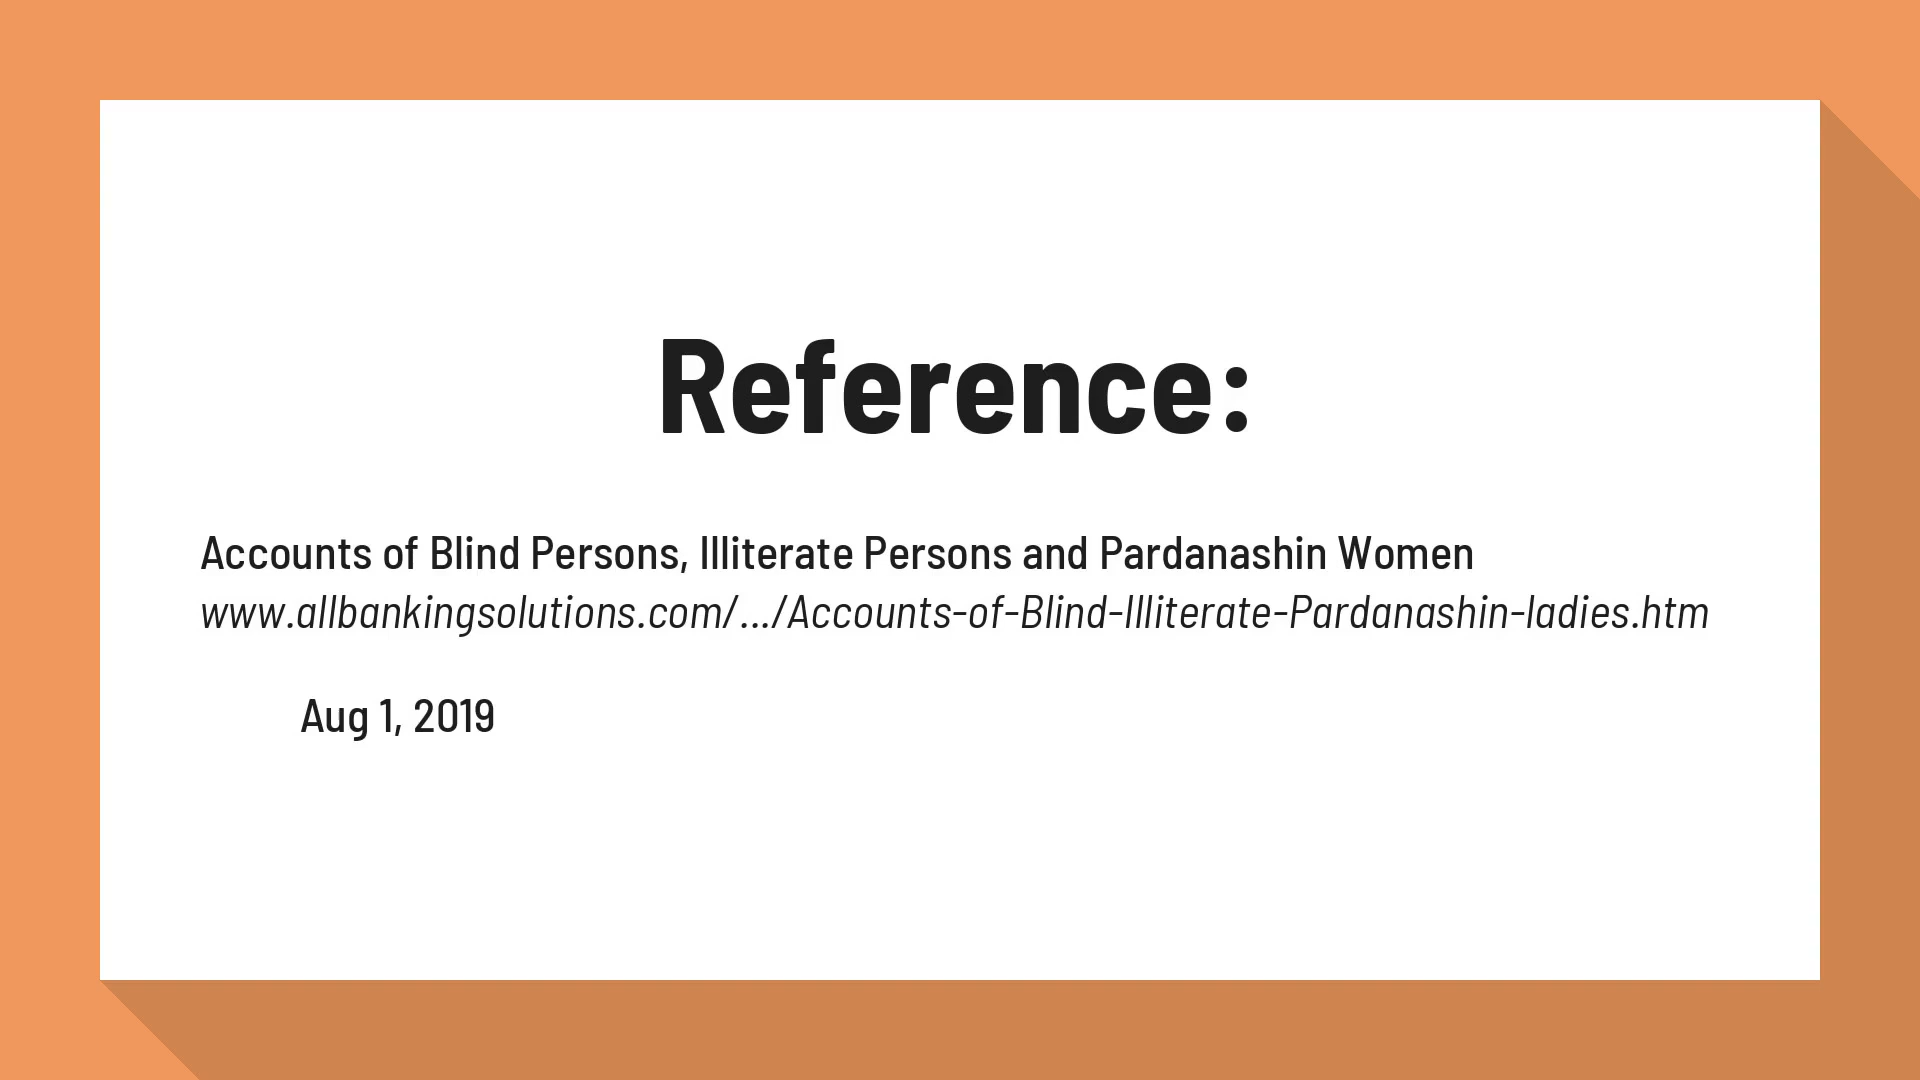 Reference:
Accounts of Blind Persons, Illiterate Persons and Pardanashin Women
www.allbankingsolutions.com/.../Accounts-of-Blind-Illiterate-Pardanashin-ladies.htm
Aug 1, 2019